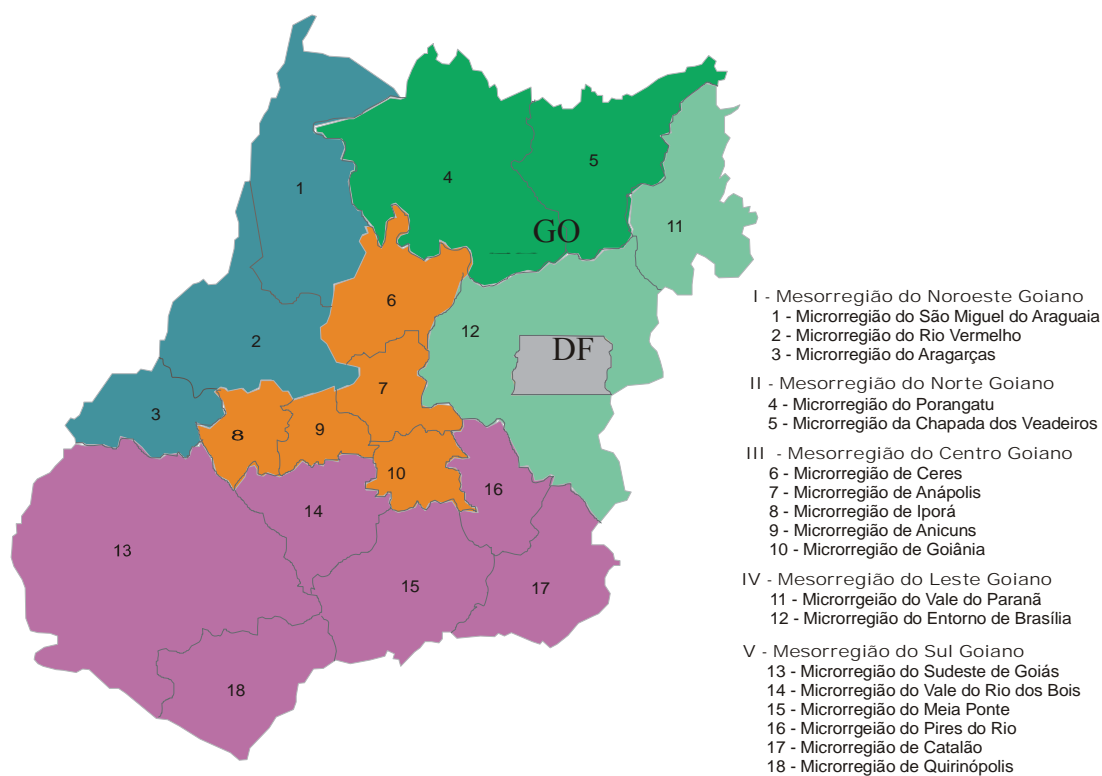 1
4
5
GO
11
6
12
2
DF
7
3
8
9
10
16
14
13
15
17
18
I - Mesorregião do Noroeste Goiano
1 - Microrregião do São Miguel do Araguaia
2 - Microrregião do Rio Vermelho
3 - Microrregião do Aragarças
II - Mesorregião do Norte Goiano
4 - Microrregião do Porangatu
5 - Microrregião da Chapada dos Veadeiros
III - Mesorregião do Centro Goiano
6 - Microrregião de Ceres
7 - Microrregião de Anápolis
8 - Microrregião de Iporá
9 - Microrregião de Anicuns
10 - Microrregião de Goiânia
IV - Mesorregião do Leste Goiano
11 - Microrrgeião do Vale do Paranã
12 - Microrregião do Entorno de Brasília
V - Mesorregião do Sul Goiano
13 - Microrregião do Sudeste de Goiás
14 - Microrregião do Vale do Rio dos Bois
15 - Microrregião do Meia Ponte
16 - Microrrgeião do Pires do Rio
17 - Microrregião de Catalão
18 - Microrregião de Quirinópolis